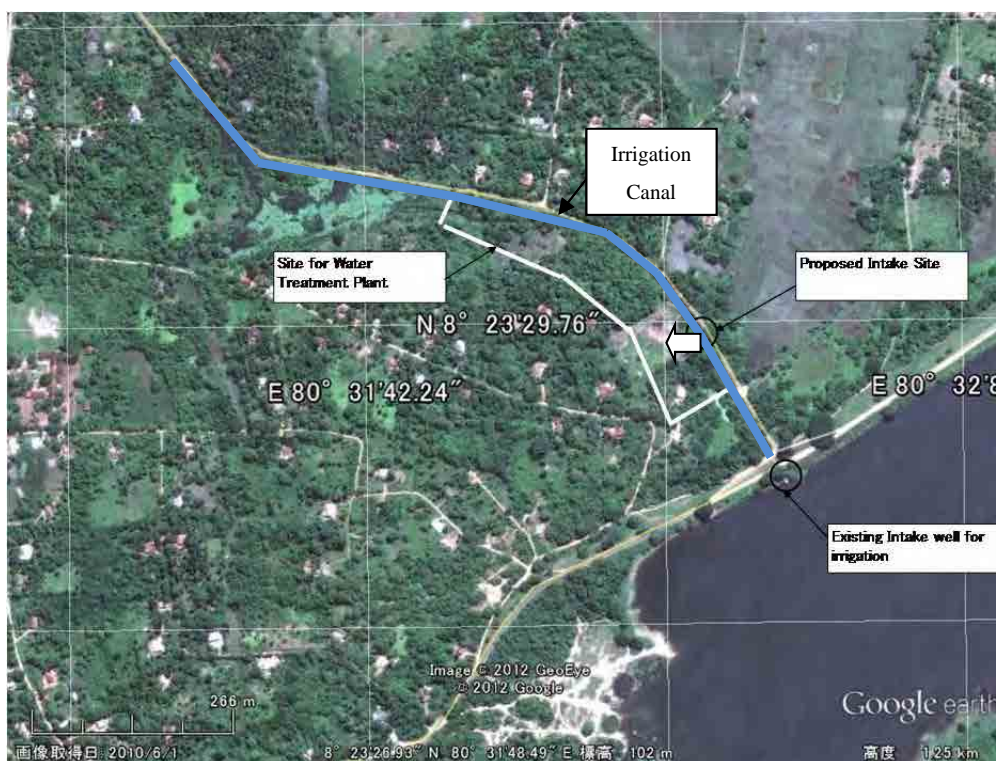 Irrigation
Canal
Site for Water
Treatment Plant
Proposed Intake Site
N 8° 23'29.76"
E 80° 31'42.24"
E 80° 32'8
Existing Intake well for
irrigation
Image © 2012 GeoEye
© 2012 Google
266 m
Google earth
画像取得日: 2010/6/1
8° 23'26.93" N 80° 31'48.49" E 標高 102 m
高度 1.25 km